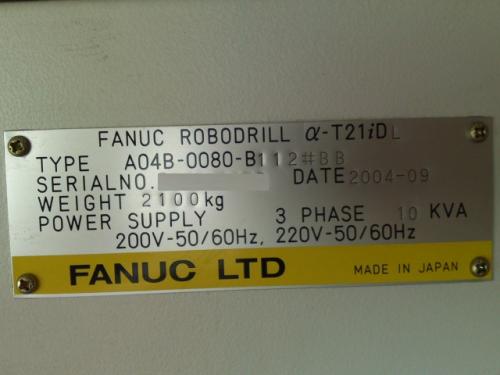 FANUC ROBODRILL α-T21iDL
TYPE A04B-0080-B112#BB
SERIALNO. DATE 2004-09
WEIGHT 2100kg
POWER SUPPLY 3 PHASE 10 KVA
200V-50/60Hz, 220V-50/60Hz
FANUC LTD MADE IN JAPAN